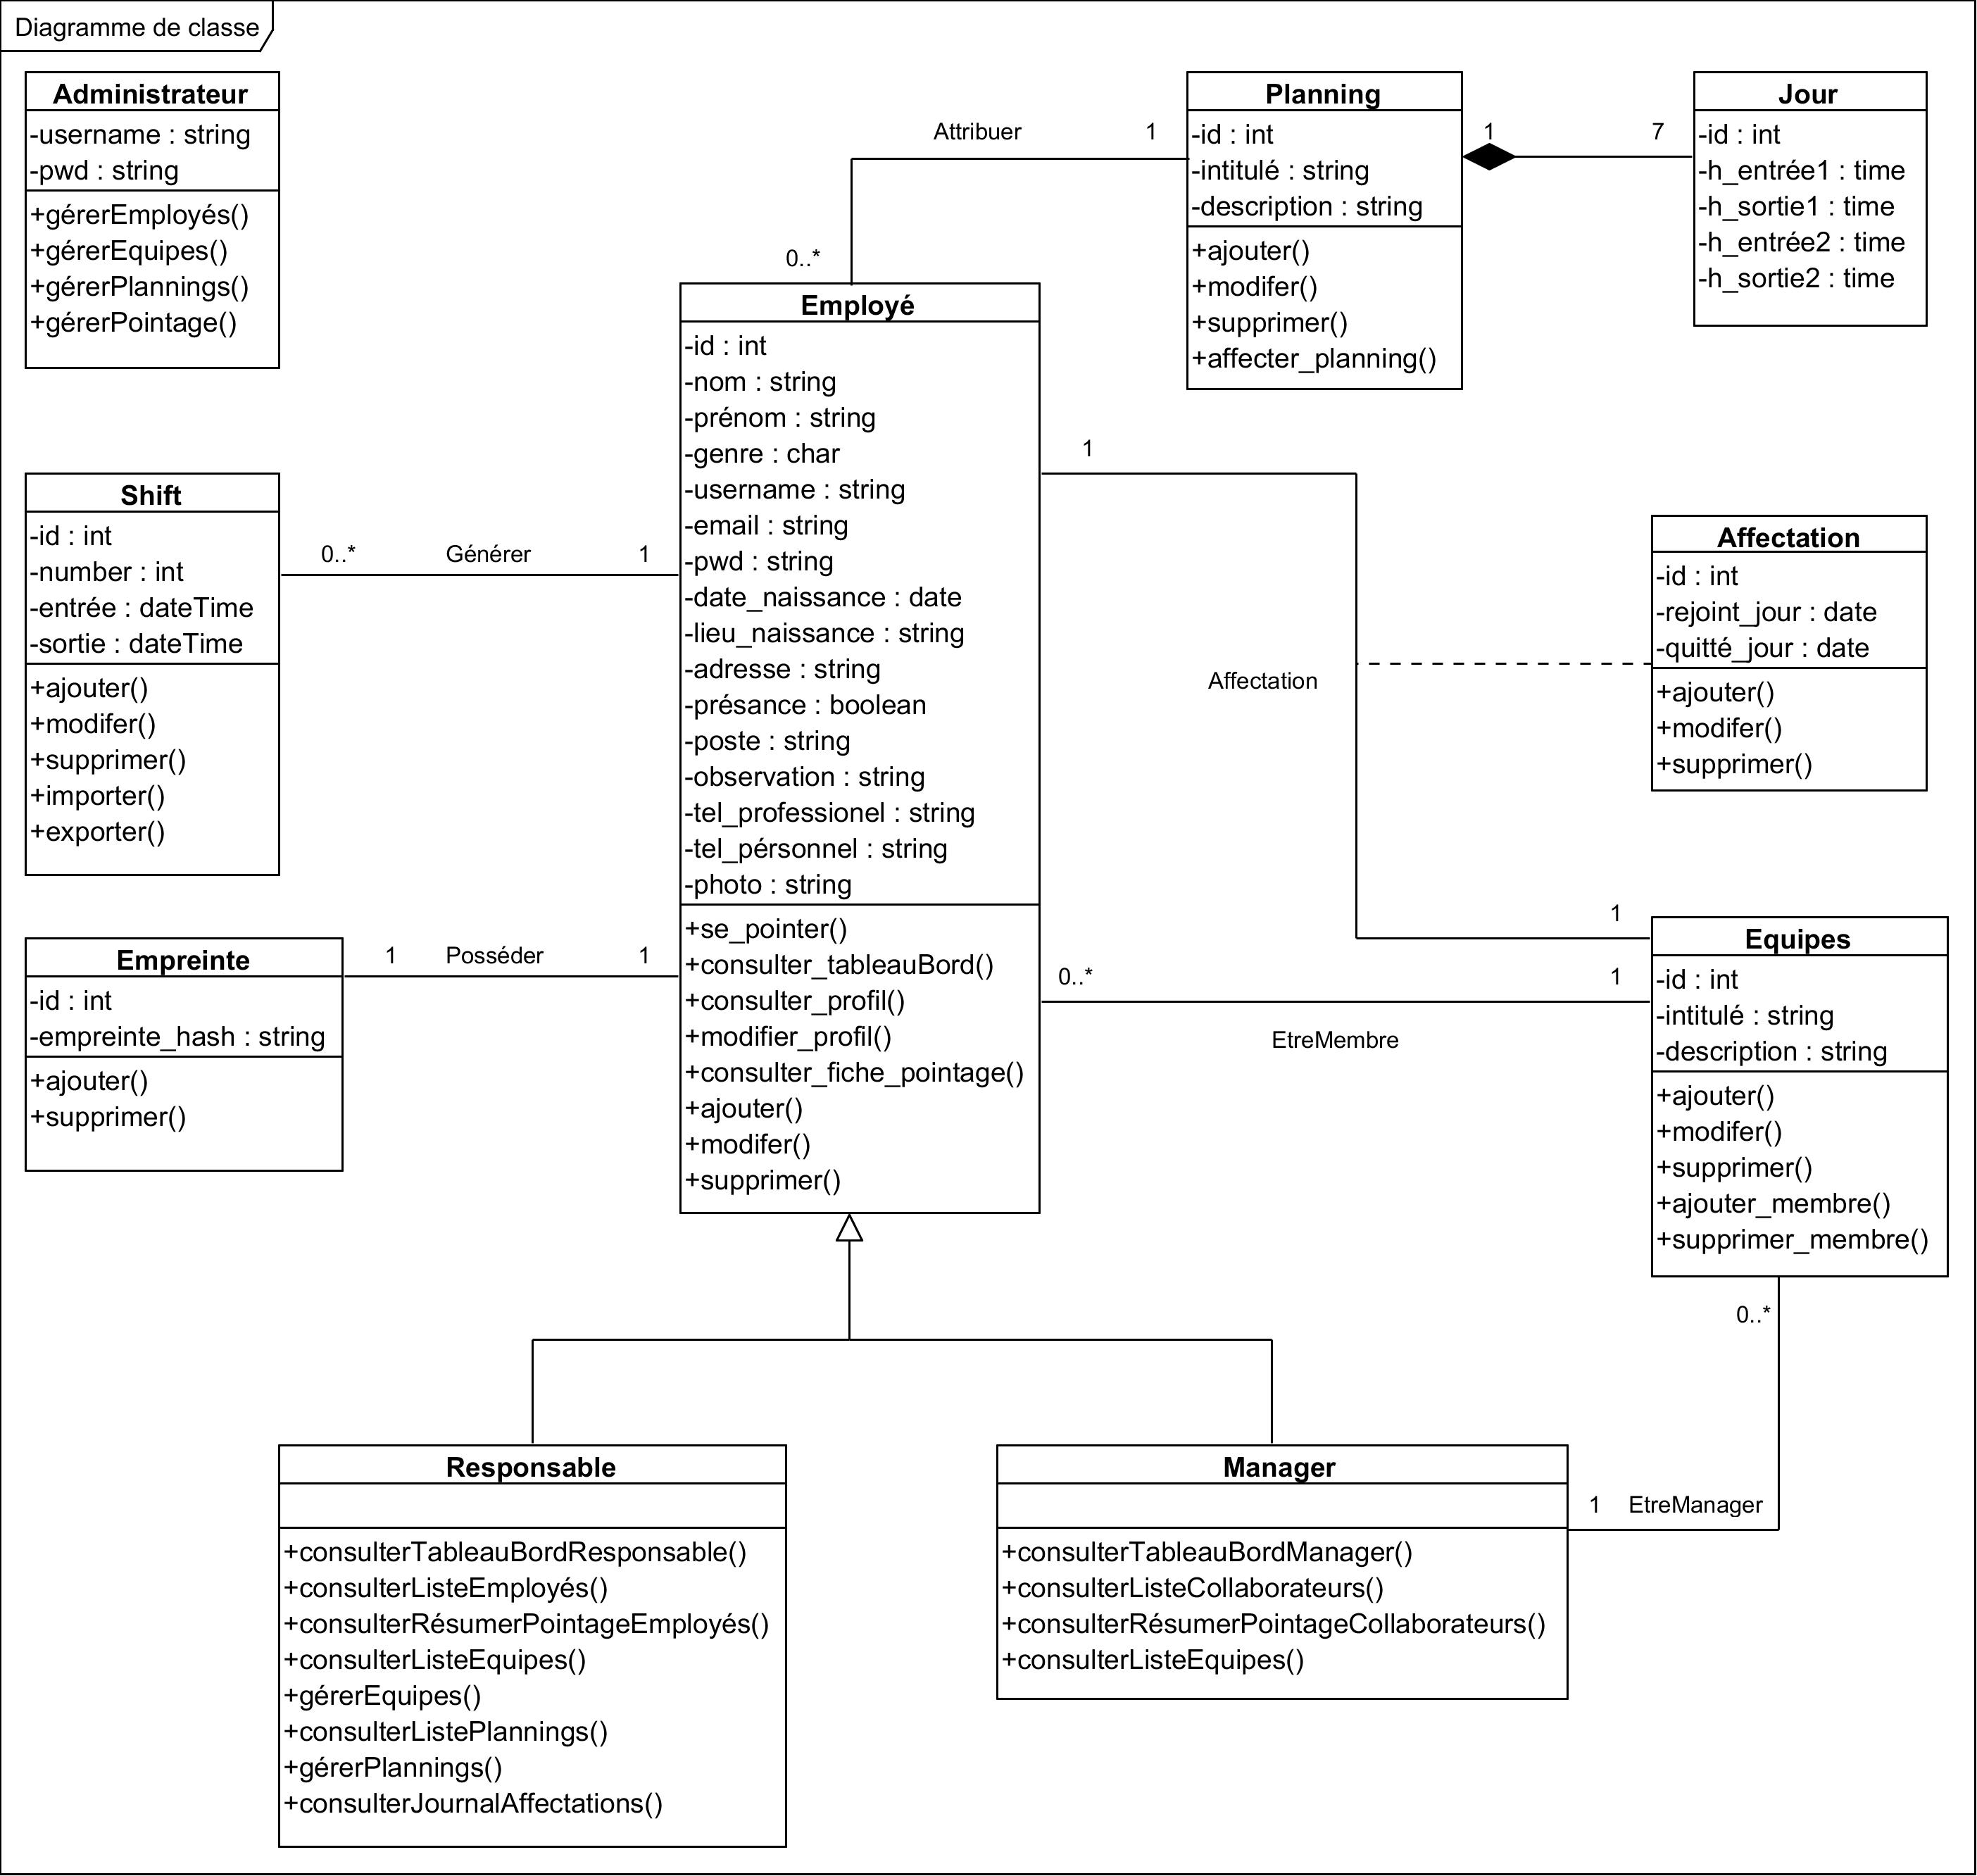 Diagramme de classe
Administrateur
-username : string
-pwd : string
+gérerEmployés()
+gérerEquipes()
+gérerPlannings()
+gérerPointage()
Attribuer
1
0..*
Planning
-id : int
-intitulé : string
-description : string
+ajouter()
+modifer()
+supprimer()
+affecter_planning()
1
7
Jour
-id : int
-h_entrée1 : time
-h_sortie1 : time
-h_entrée2 : time
-h_sortie2 : time
Employé
-id : int
-nom : string
-prénom : string
-genre : char
-username : string
-email : string
-pwd : string
-date_naissance : date
-lieu_naissance : string
-adresse : string
-présance : boolean
-poste : string
-observation : string
-tel_professionel : string
-tel_pérsonnel : string
-photo : string
+se_pointer()
+consulter_tableauBord()
+consulter_profil()
+modifier_profil()
+consulter_fiche_pointage()
+ajouter()
+modifer()
+supprimer()
Shift
-id : int
-number : int
-entrée : dateTime
-sortie : dateTime
+ajouter()
+modifer()
+supprimer()
+importer()
+exporter()
0..*
Générer
1
Empreinte
-id : int
-empreinte_hash : string
+ajouter()
+supprimer()
1
Posséder
1
1
Affectation
1
Affectation
-id : int
-rejoint_jour : date
-quitté_jour : date
+ajouter()
+modifer()
+supprimer()
0..*
1
EtreMembre
Equipes
-id : int
-intitulé : string
-description : string
+ajouter()
+modifer()
+supprimer()
+ajouter_membre()
+supprimer_membre()
0..*
1
EtreManager
Responsable
+consulterTableauBordResponsable()
+consulterListeEmployés()
+consulterRésumerPointageEmployés()
+consulterListeEquipes()
+gérerEquipes()
+consulterListePlannings()
+gérerPlannings()
+consulterJournalAffectations()
Manager
+consulterTableauBordManager()
+consulterListeCollaborateurs()
+consulterRésumerPointageCollaborateurs()
+consulterListeEquipes()